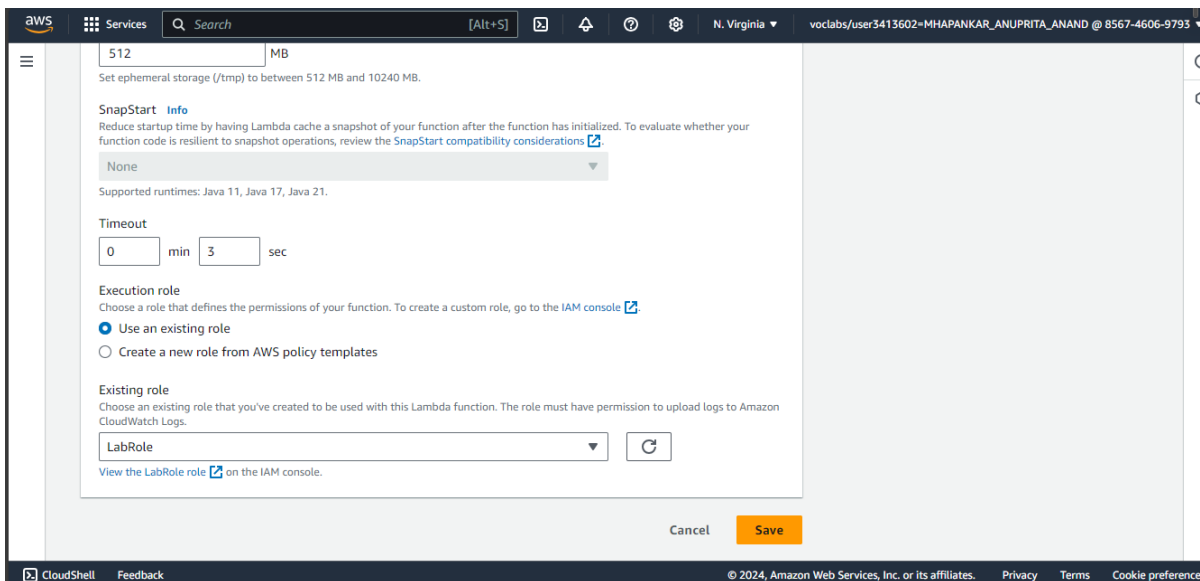 aws
Services
Search
[Alt+S]
N. Virginia
voclabs/user3413602=MHAPANKAR_ANUPRITA_ANAND @ 8567-4606-9793
512 MB
Set ephemeral storage (/tmp) to between 512 MB and 10240 MB.
SnapStart Info
Reduce startup time by having Lambda cache a snapshot of your function after the function has initialized. To evaluate whether your
function code is resilient to snapshot operations, review the SnapStart compatibility considerations.
None
Supported runtimes: Java 11, Java 17, Java 21.
Timeout
0 min 3 sec
Execution role
Choose a role that defines the permissions of your function. To create a custom role, go to the IAM console.
Use an existing role
Create a new role from AWS policy templates
Existing role
Choose an existing role that you've created to be used with this Lambda function. The role must have permission to upload logs to Amazon
CloudWatch Logs.
LabRole
View the LabRole role on the IAM console.
Cancel
Save
CloudShell
Feedback
© 2024, Amazon Web Services, Inc. or its affiliates.
Privacy
Terms
Cookie preference